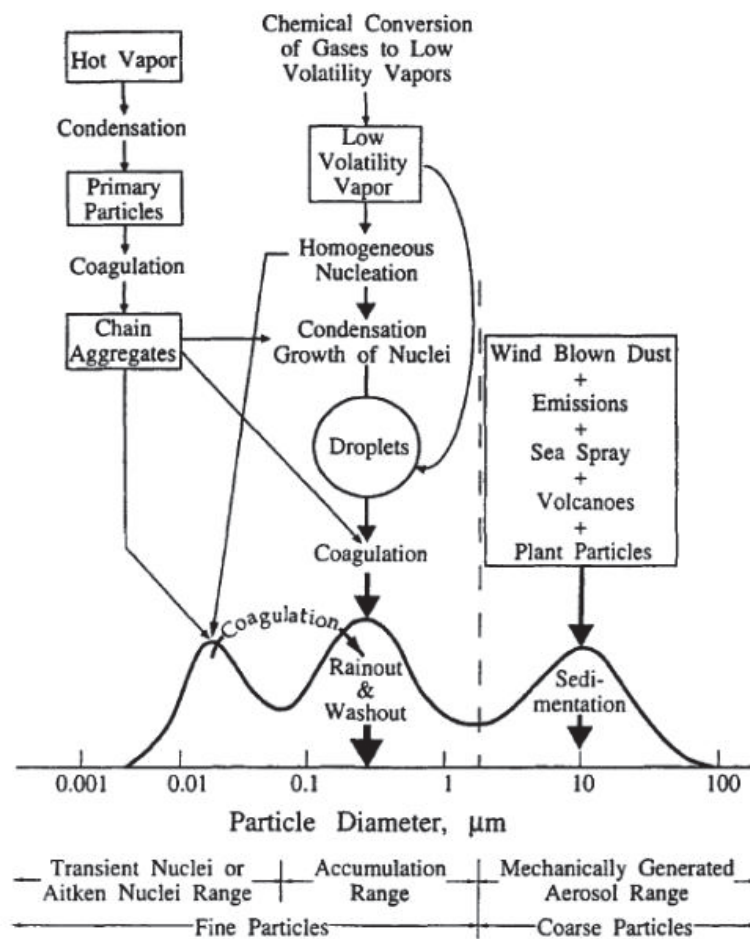 Hot Vapor
Condensation
Primary
Particles
Coagulation
Chain
Aggregates
Chemical Conversion
of Gases to Low
Volatility Vapors
Low
Volatility
Vapor
Homogeneous
Nucleation
Condensation
Growth of Nuclei
Droplets
Coagulation
Wind Blown Dust
+
Emissions
+
Sea Spray
+
Volcanoes
+
Plant Particles
Coagulation
Rainout
&
Washout
Sedi-
mentation
0.001 0.01 0.1 1 10 100
Particle Diameter, μm
Transient Nuclei or
Aitken Nuclei Range
Accumulation
Range
Mechanically Generated
Aerosol Range
Fine Particles
Coarse Particles